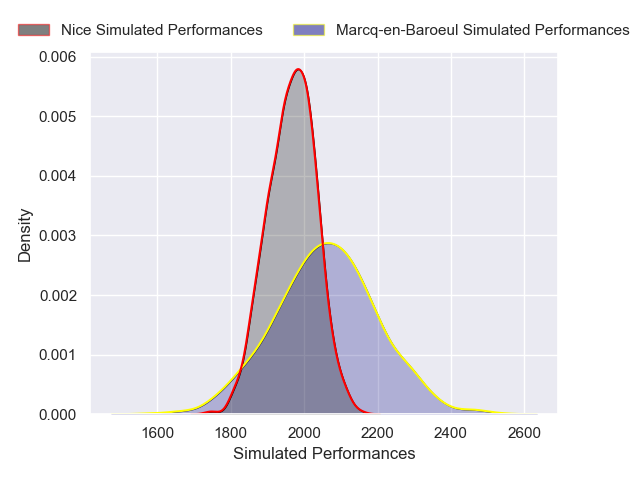 Nice Simulated Performances
Marcq-en-Baroeul Simulated Performances
0.006
0.005
0.004
0.003
0.002
0.001
0.000
Density
1600 1800 2000 2200 2400 2600
Simulated Performances